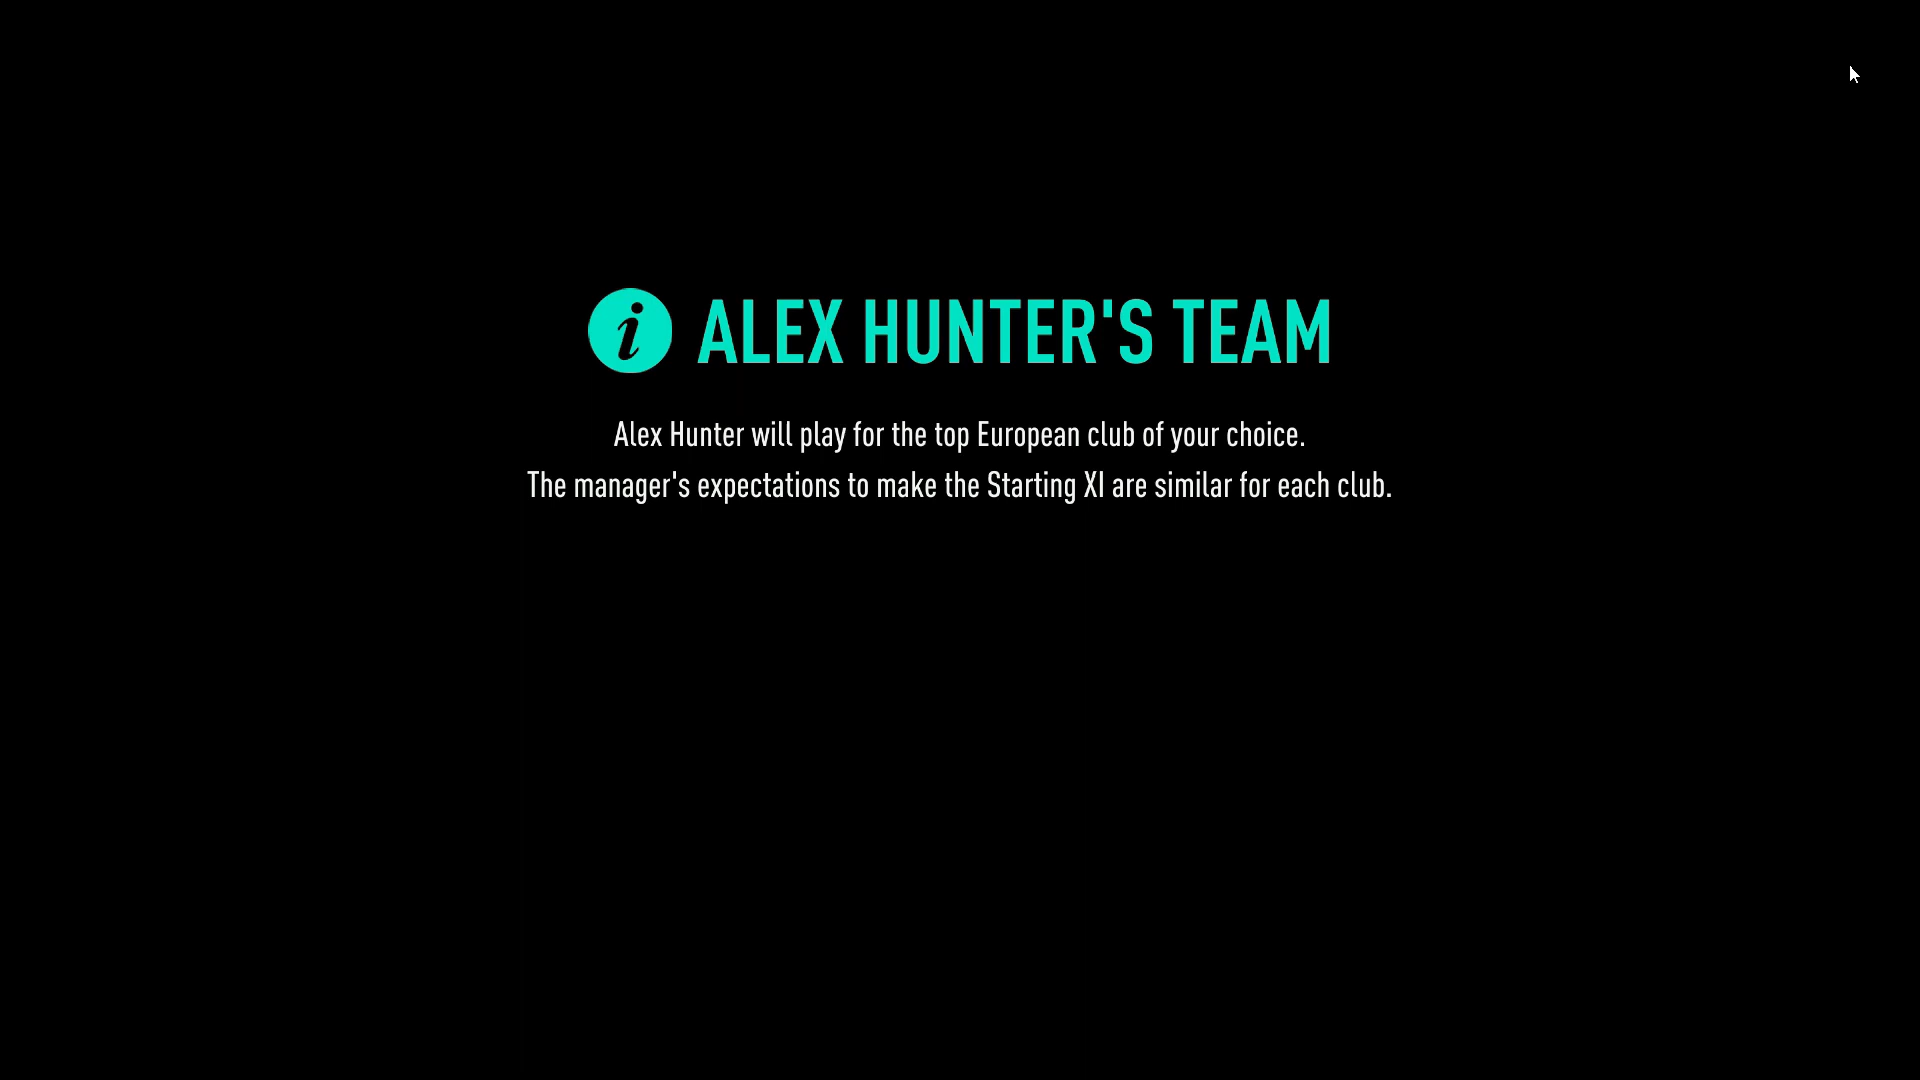 ALEX HUNTER'S TEAM
Alex Hunter will play for the top European club of your choice.
The manager's expectations to make the Starting XI are similar for each club.